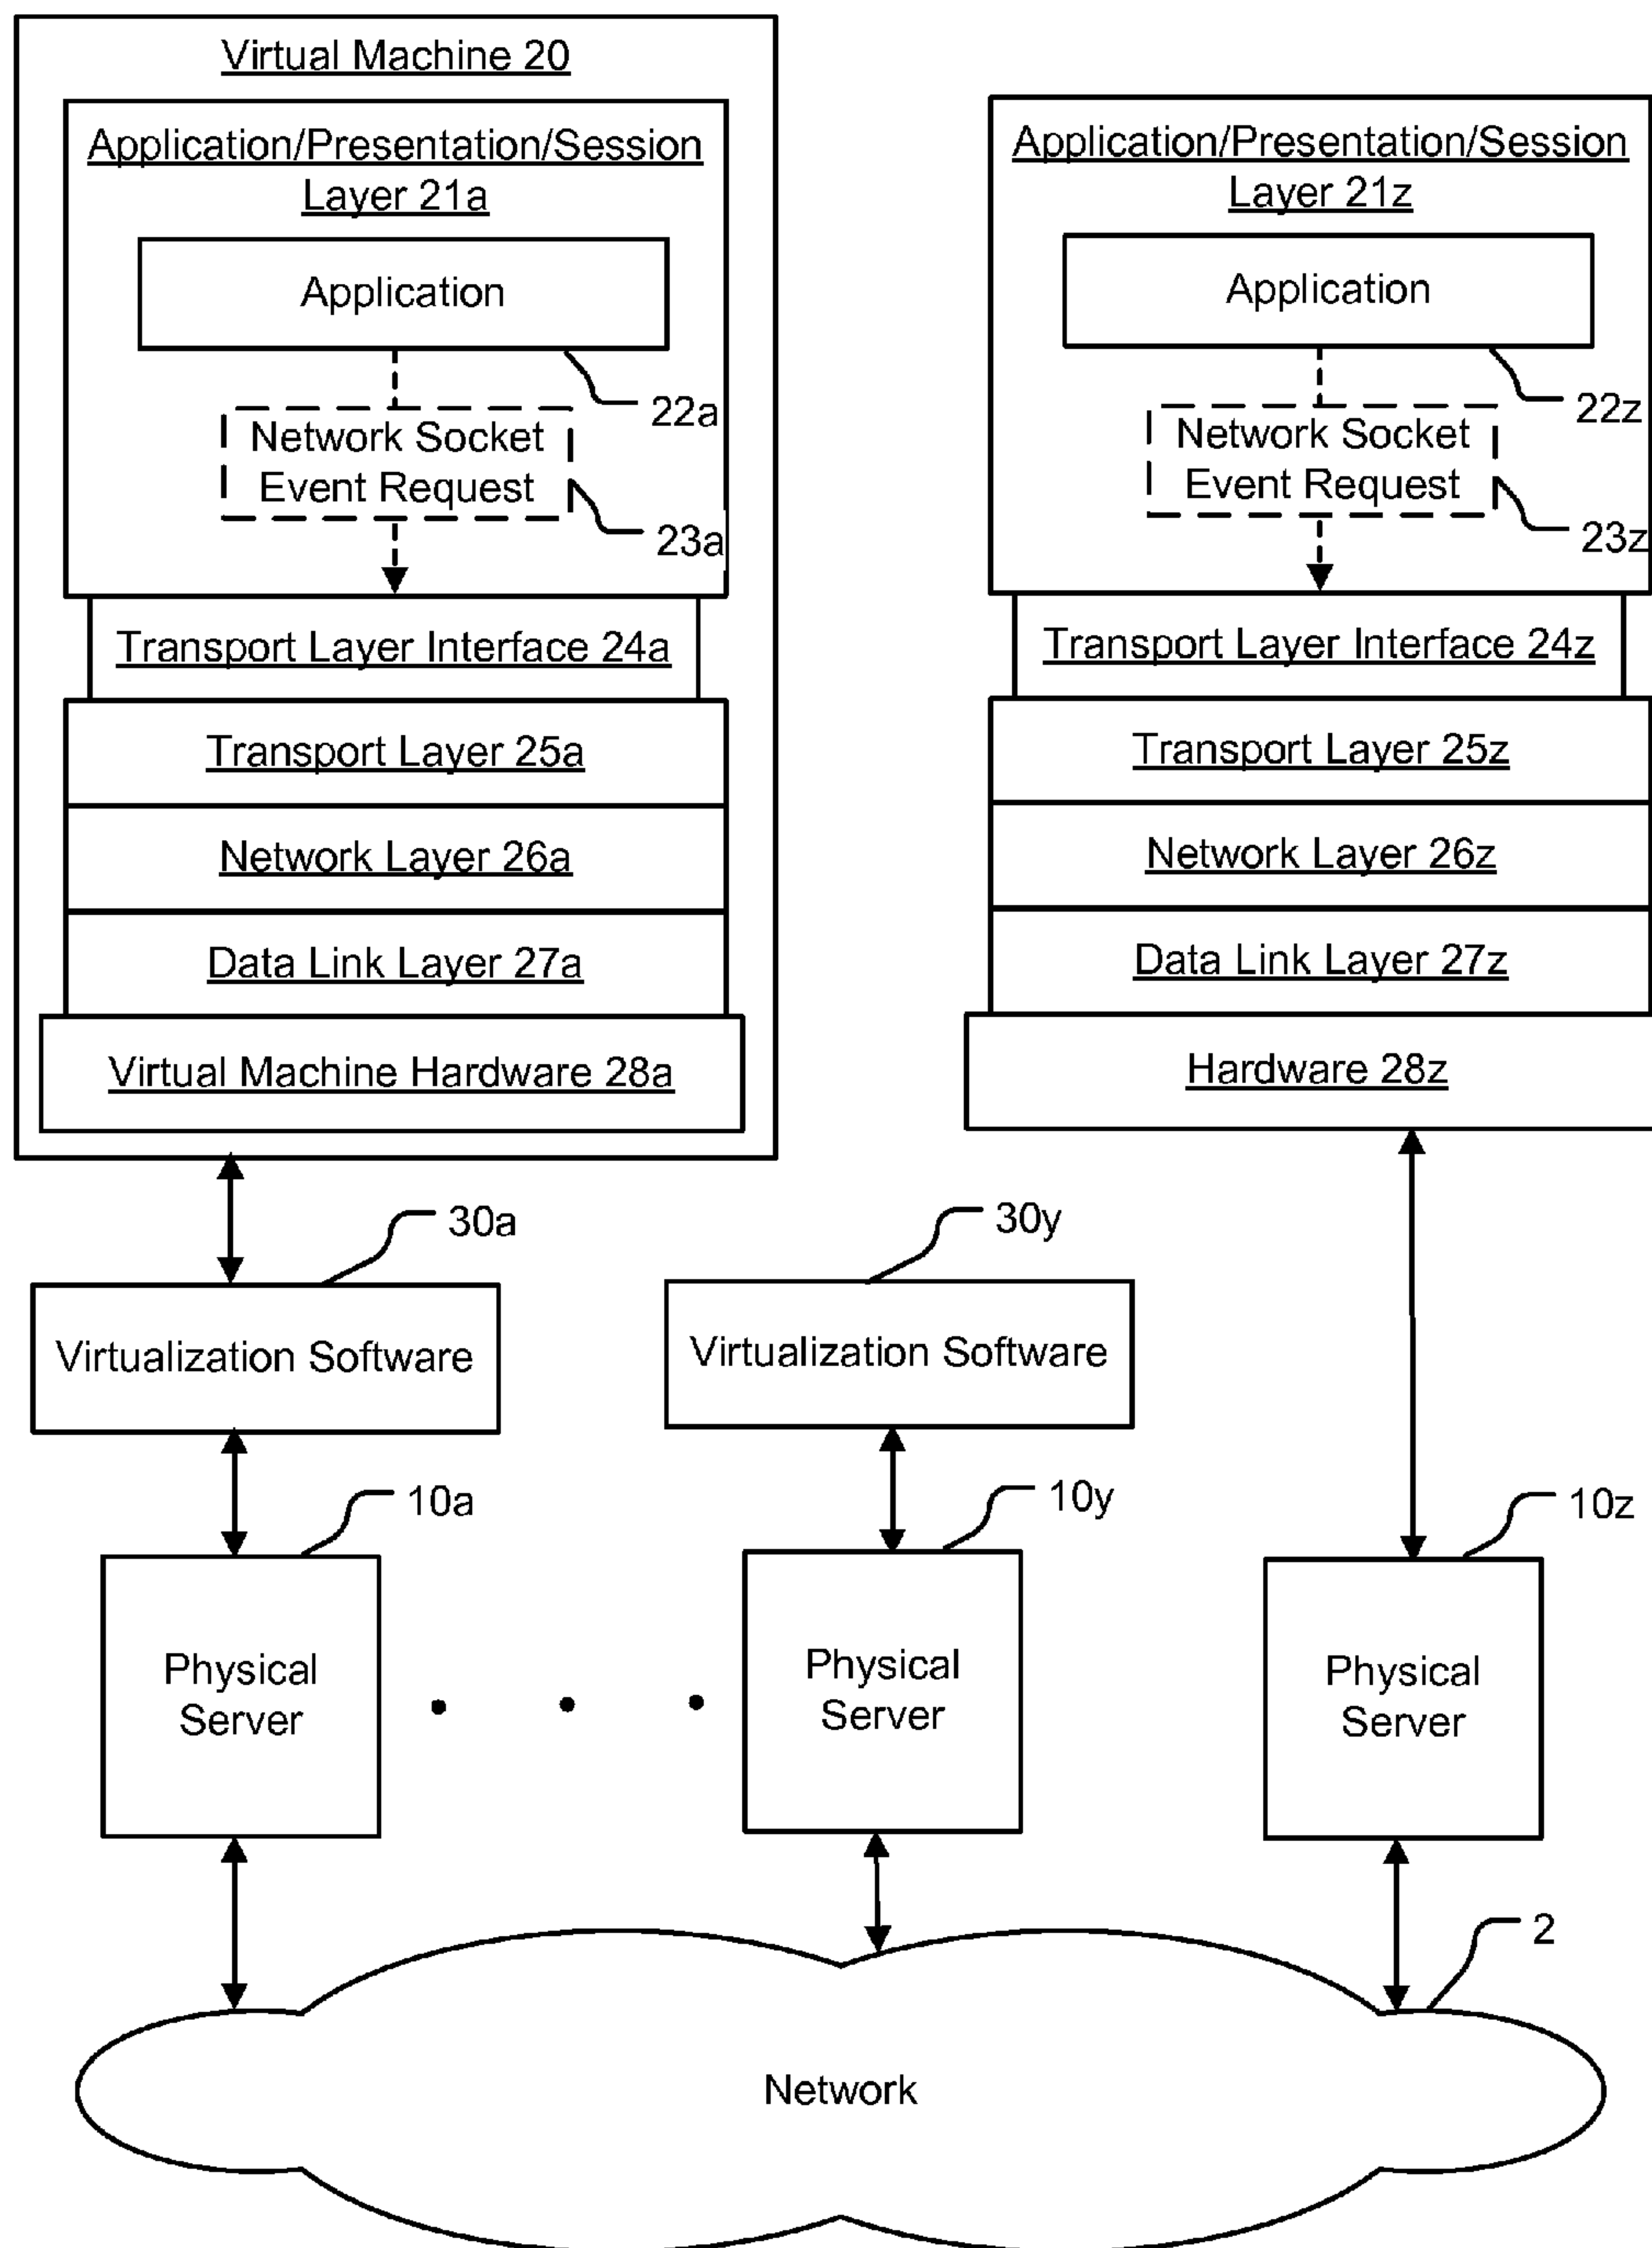 Virtual Machine 20
Application/Presentation/Session
Layer 21a
Application
22a
Network Socket
Event Request
23a
Transport Layer Interface 24a
Transport Layer 25a
Network Layer 26a
Data Link Layer 27a
Virtual Machine Hardware 28a
Application/Presentation/Session
Layer 21z
Application
22z
Network Socket
Event Request
23z
Transport Layer Interface 24z
Transport Layer 25z
Network Layer 26z
Data Link Layer 27z
Hardware 28z
30a
Virtualization Software
30y
Virtualization Software
10a
Physical
Server
10y
Physical
Server
10z
Physical
Server
2
Network